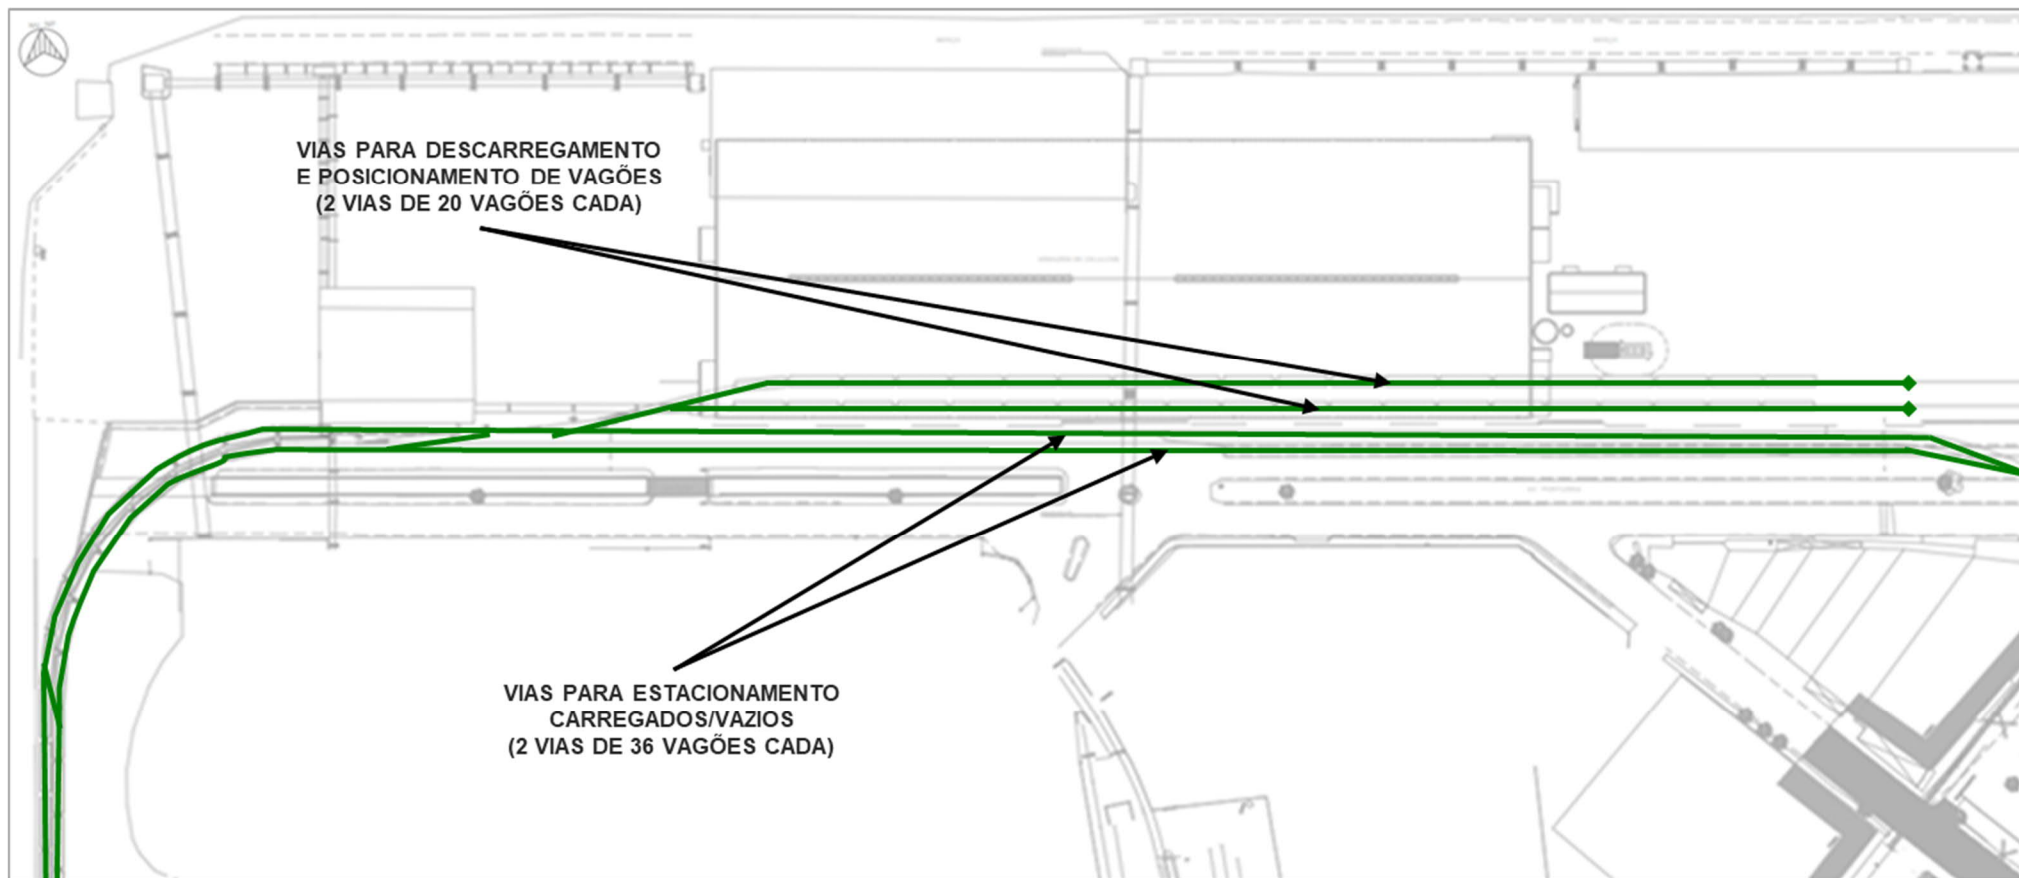 VIAS PARA DESCARREGAMENTO
E POSICIONAMENTO DE VAGÕES
(2 VIAS DE 20 VAGÕES CADA)
VIAS PARA ESTACIONAMENTO
CARREGADOS/VAZIOS
(2 VIAS DE 36 VAGÕES CADA)